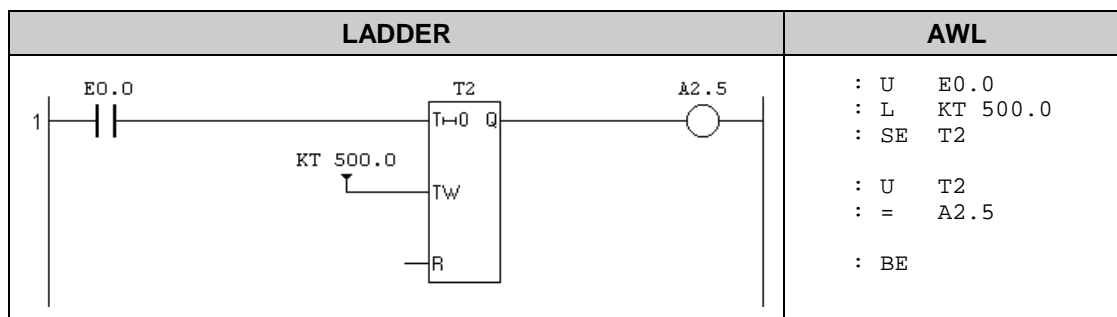 LADDER AWL
E0.0 T2 A2.5
1 T⊢⊣0 Q
KT 500.0
TW
R
: U E0.0
: L KT 500.0
: SE T2
: U T2
: = A2.5
: BE